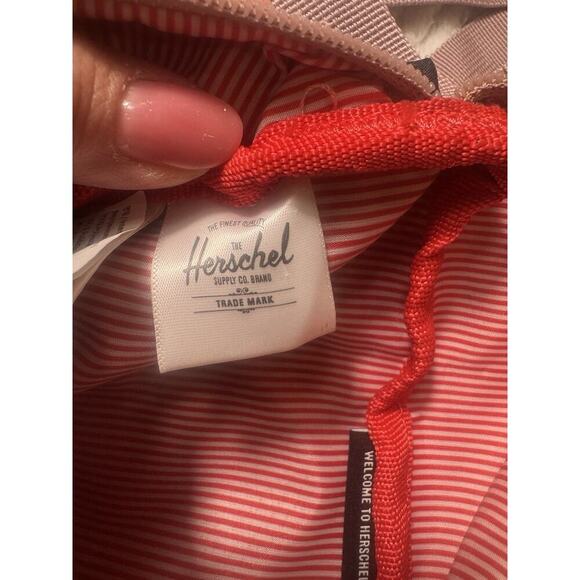 THE FINEST QUALITY
THE
Herschel
SUPPLY CO. BRAND
TRADE MARK
WELCOME TO HERSCHEL